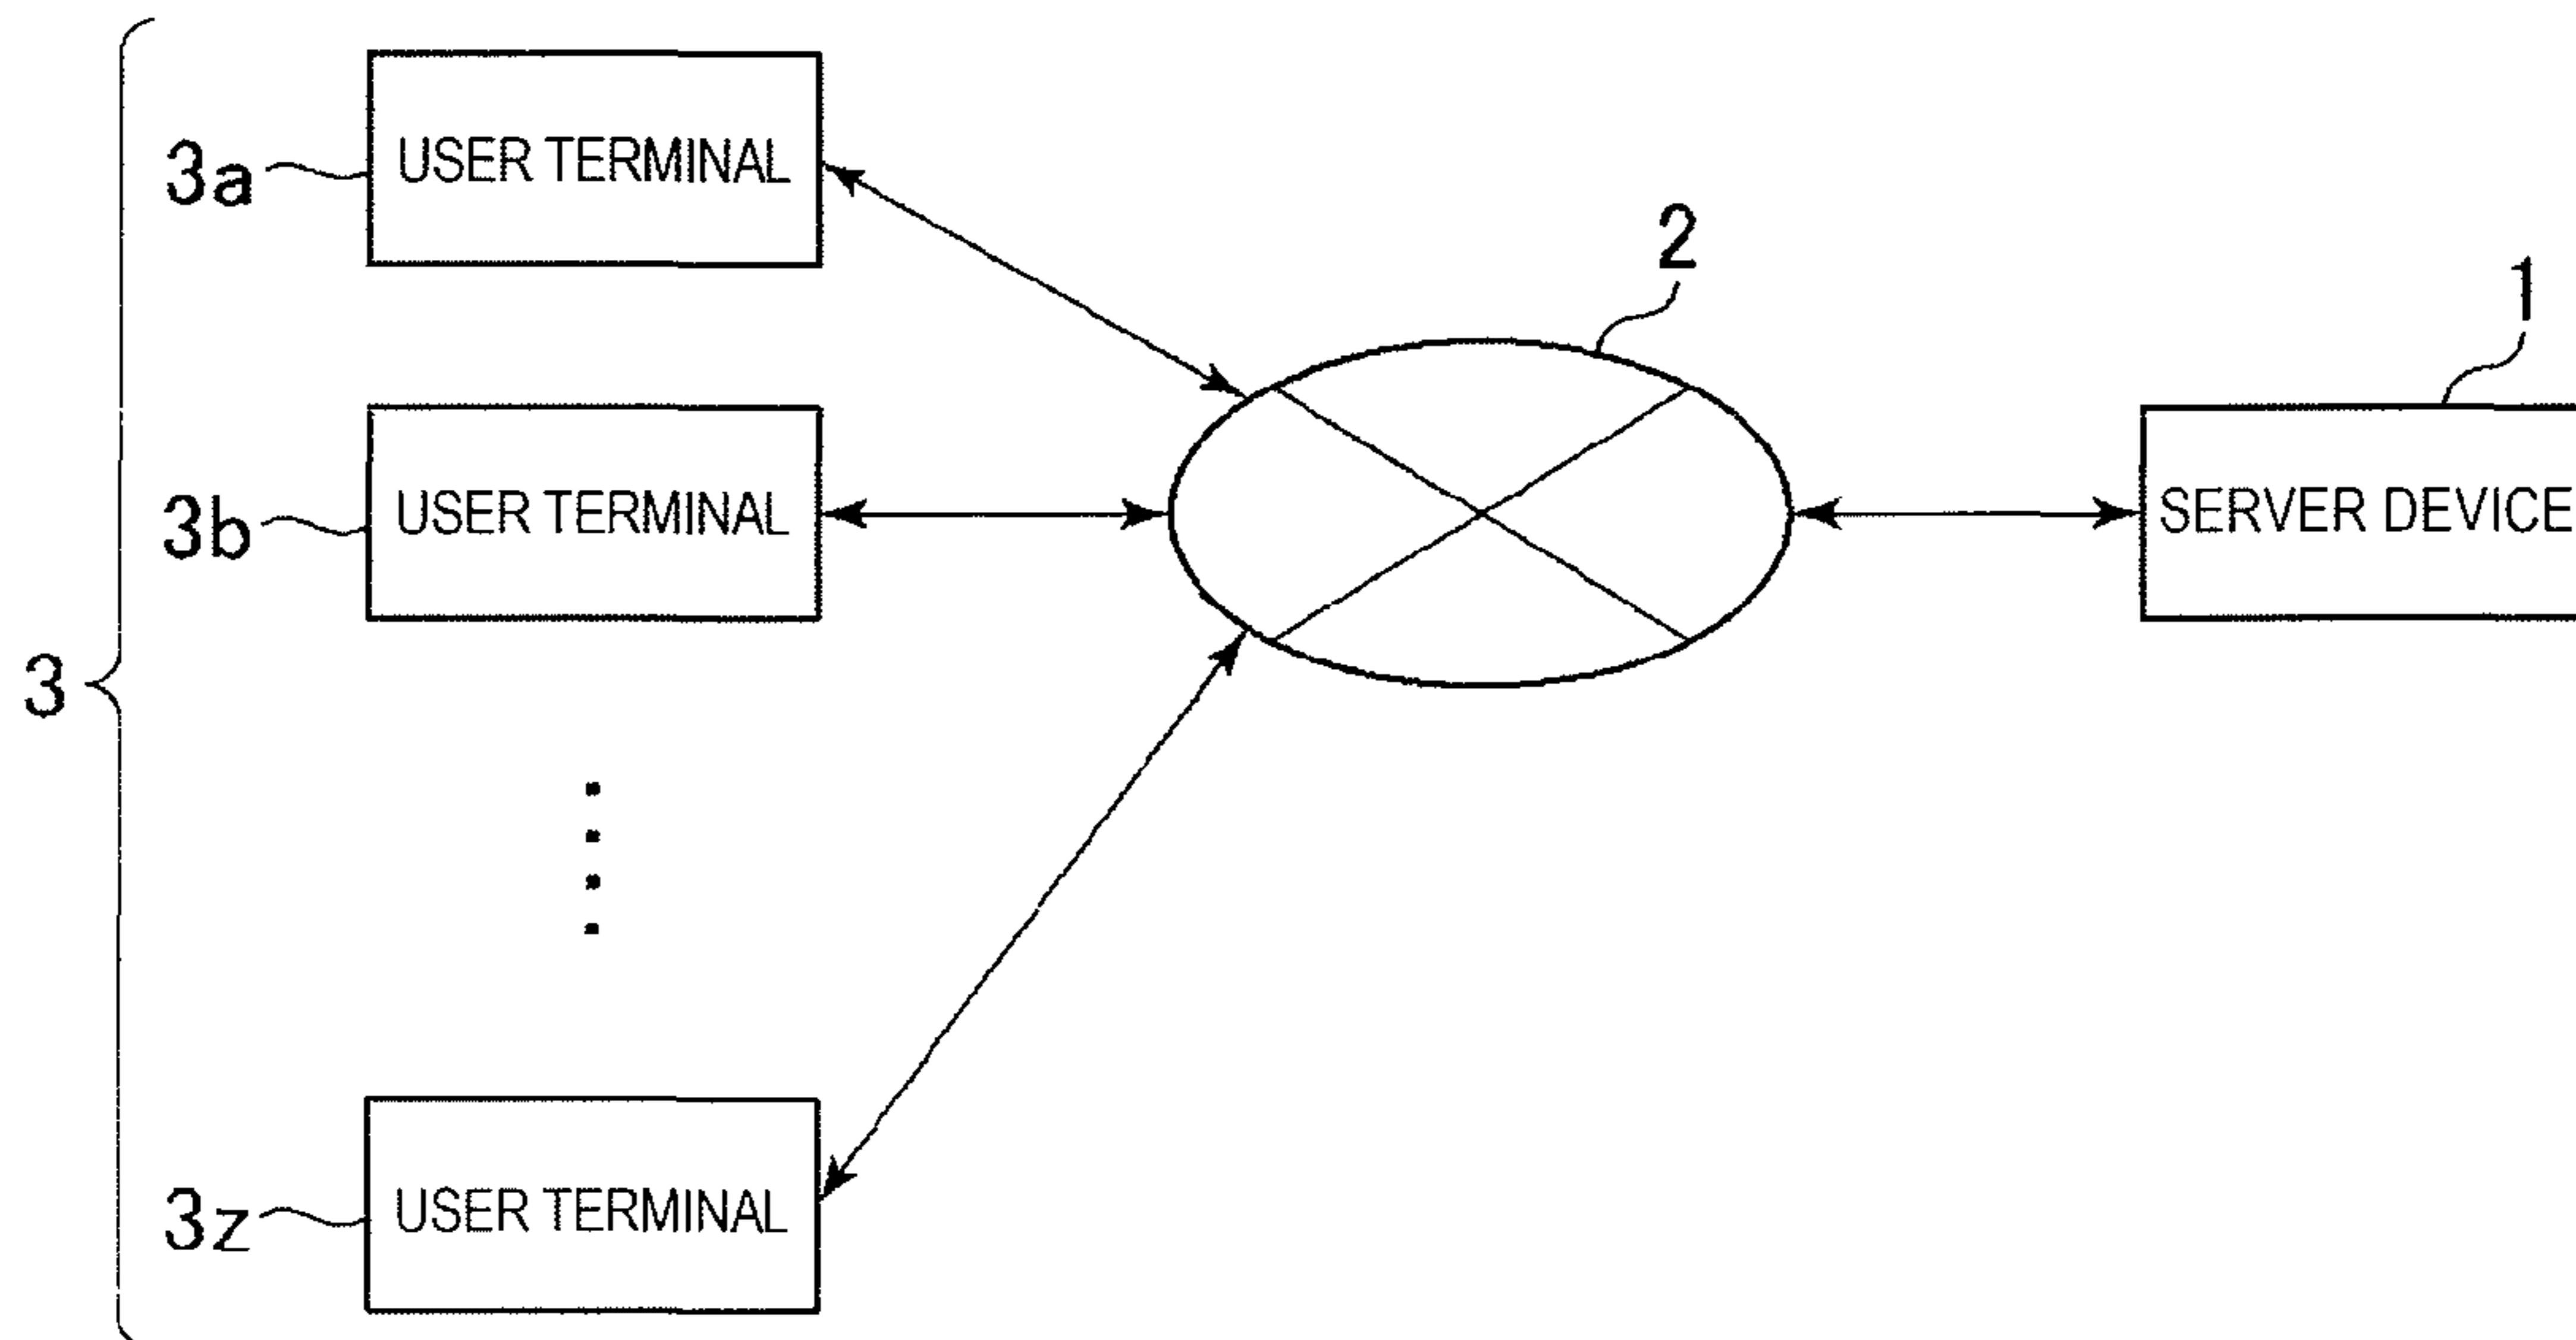 3a
USER TERMINAL
2
1
3b
USER TERMINAL
SERVER DEVICE
3
3z
USER TERMINAL